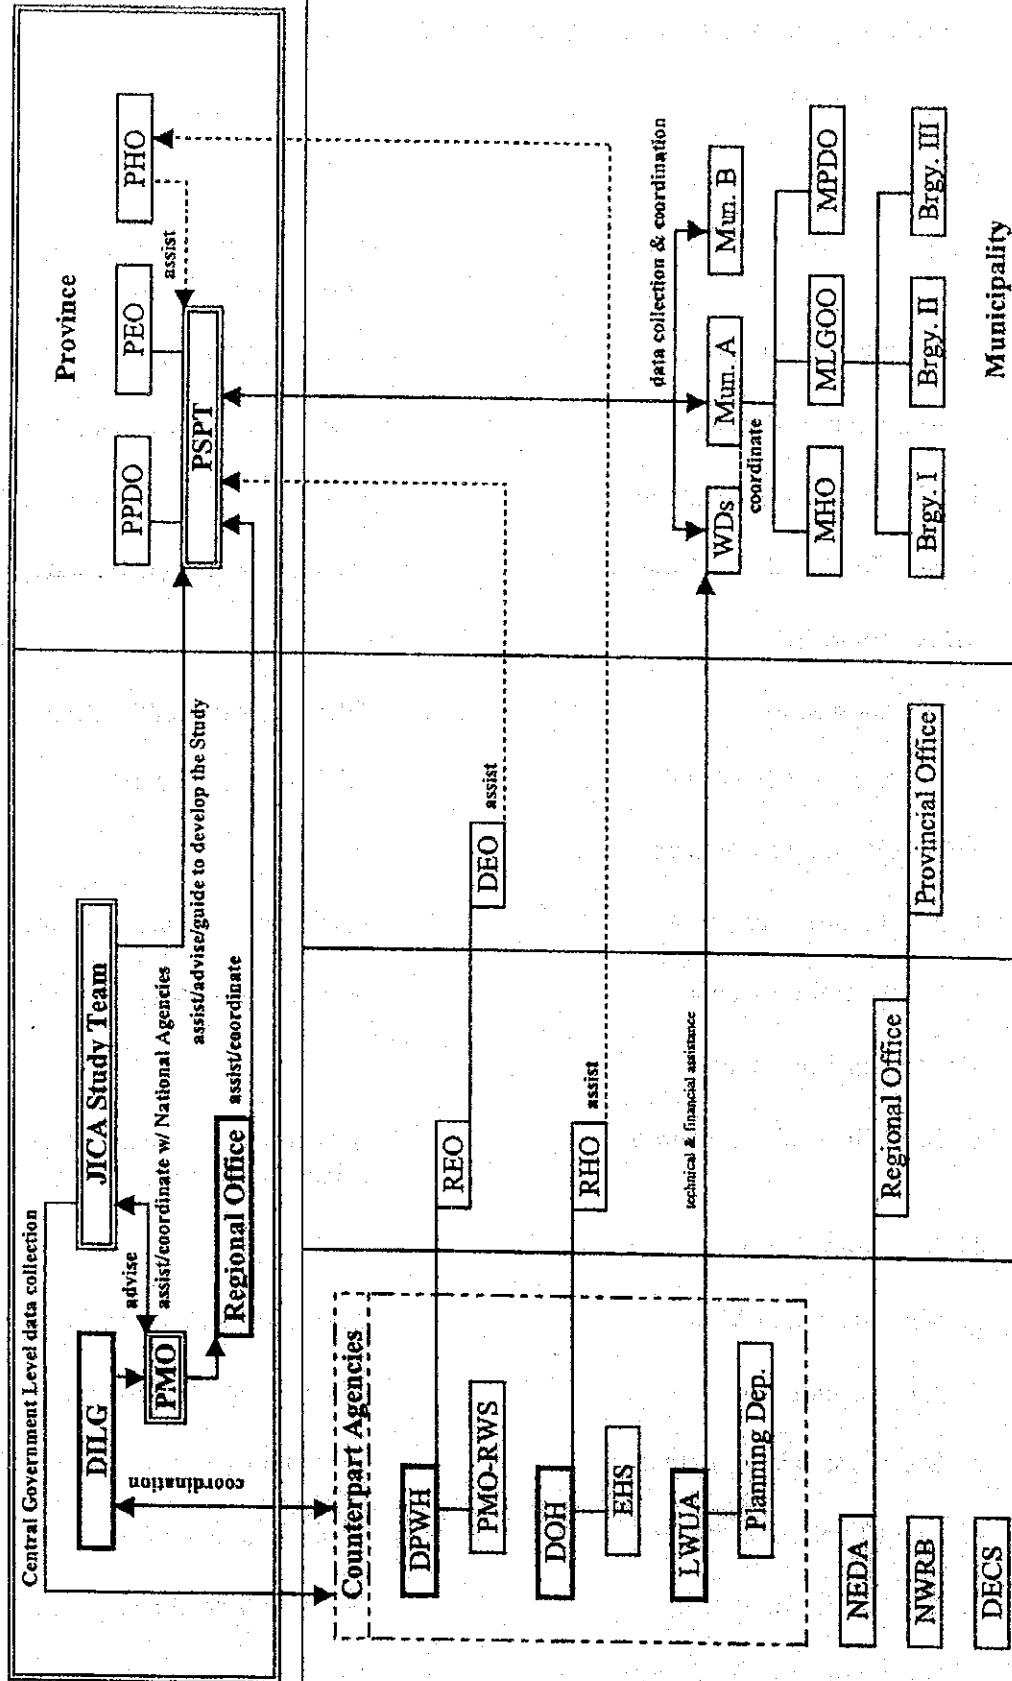 Central Government Level data collection
DILG
JICA Study Team
Province
PPDO
PEO
PHO
advise
assist
PMO
assist/coordinate w/ National Agencies
PSPT
assist/advise/guide to develop the Study
coordination
Regional Office
assist/coordinate
Counterpart Agencies
DPWH
REO
PMO-RWS
DEO
assist
DOH
RHO
assist
EHS
data collection & coordination
LWUA
technical & financial assistance
WDs
Mun. A
Mun. B
Planning Dep.
coordinate
MHO
MLGOO
MPDO
NEDA
Regional Office
Provincial Office
Brgy. I
Brgy. II
Brgy. III
NWRB
DECS
Municipality